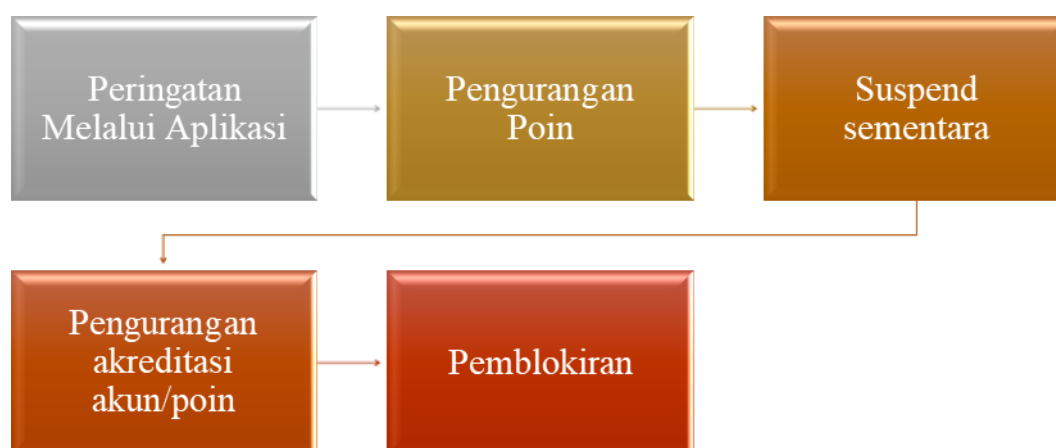 Peringatan
Melalui Aplikasi
Pengurangan
Poin
Suspend
sementara
Pengurangan
akreditasi
akun/poin
Pemblokiran